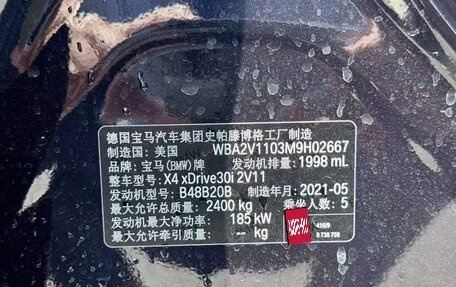 德国宝马汽车集团史帕滕博格工厂制造
制造国：美国 WBA2V1103M9H02667
品牌：宝马(BMW)牌 发动机排量：1998 mL
整车型号：X4 xDrive30i 2V11
发动机型号：B48B20B 制造年月：2021-05
最大允许总质量：2400 kg 乘坐人数：5
发动机最大净功率：185 kW
最大允许牵引质量：-- kg